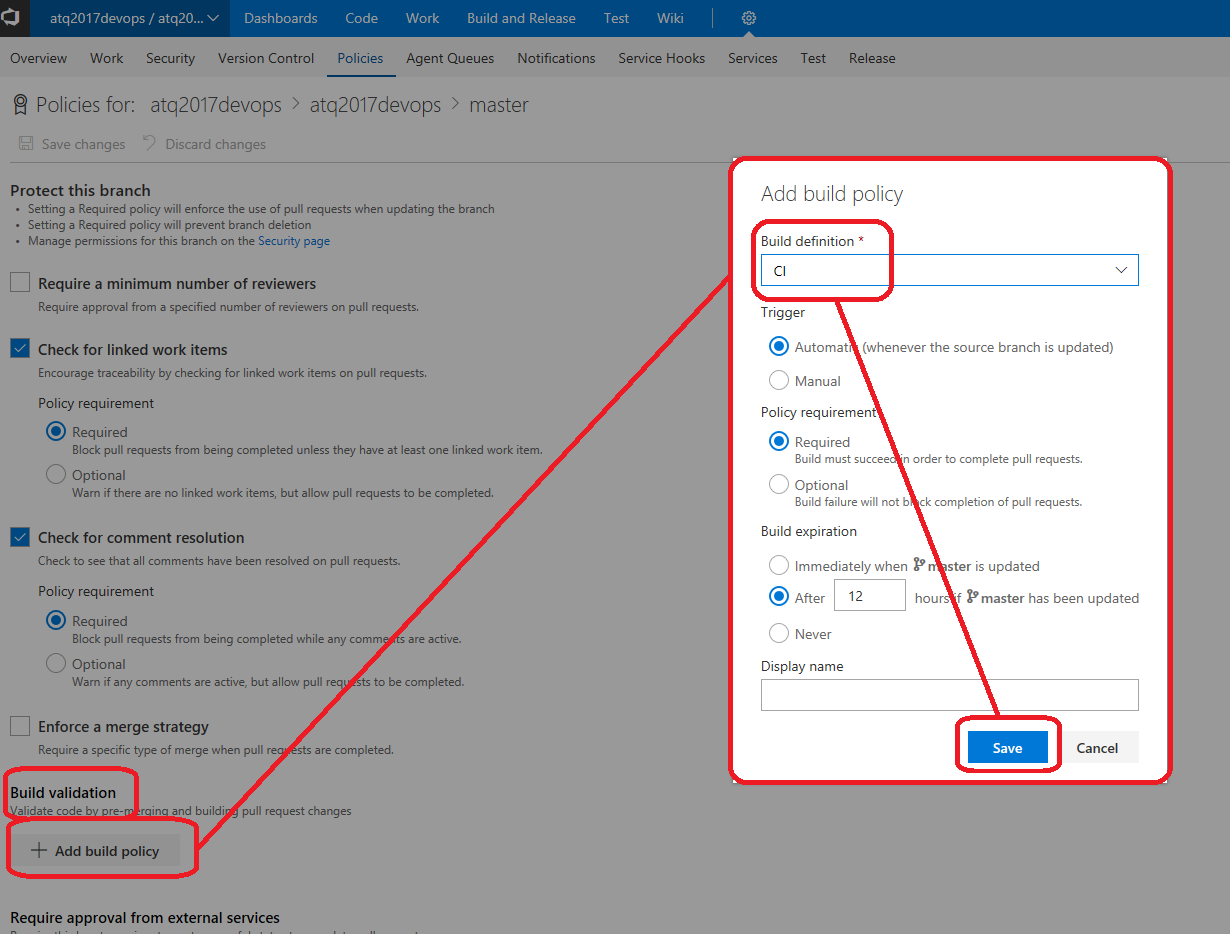 atq2017devops / atq20...
Dashboards Code Work Build and Release Test Wiki
Overview Work Security Version Control Policies Agent Queues Notifications Service Hooks Services Test Release
Policies for: atq2017devops > atq2017devops > master
Save changes Discard changes
Protect this branch
• Setting a Required policy will enforce the use of pull requests when updating the branch
• Setting a Required policy will prevent branch deletion
• Manage permissions for this branch on the Security page
Require a minimum number of reviewers
Require approval from a specified number of reviewers on pull requests.
Check for linked work items
Encourage traceability by checking for linked work items on pull requests.
Policy requirement
Required
Block pull requests from being completed unless they have at least one linked work item.
Optional
Warn if there are no linked work items, but allow pull requests to be completed.
Check for comment resolution
Check to see that all comments have been resolved on pull requests.
Policy requirement
Required
Block pull requests from being completed while any comments are active.
Optional
Warn if any comments are active, but allow pull requests to be completed.
Enforce a merge strategy
Require a specific type of merge when pull requests are completed.
Build validation
Validate code by pre-merging and building pull request changes
+ Add build policy
Require approval from external services
Add build policy
Build definition *
CI
Trigger
Automatic (whenever the source branch is updated)
Manual
Policy requirement
Required
Build must succeed in order to complete pull requests.
Optional
Build failure will not block completion of pull requests.
Build expiration
Immediately when master is updated
After 12 hours if master has been updated
Never
Display name
Save Cancel